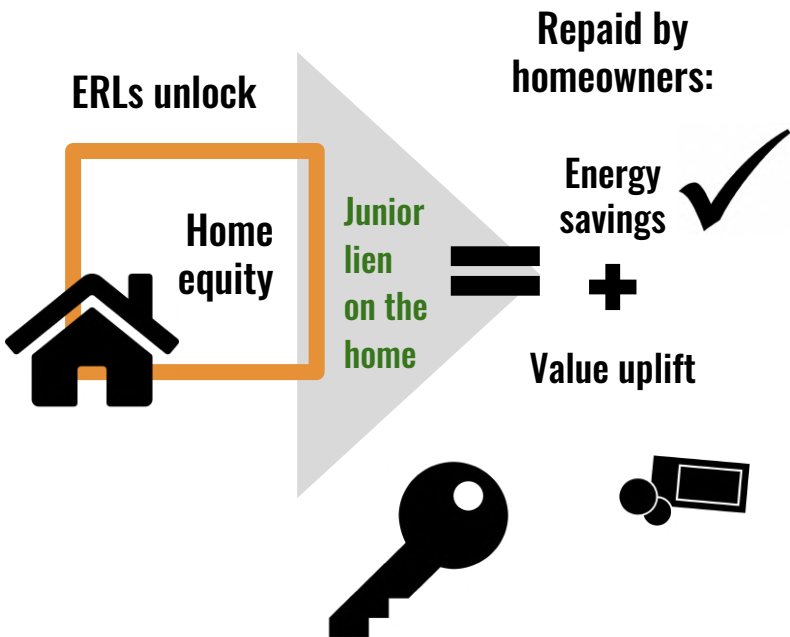 ERLs unlock
Home
equity
Junior
lien
on the
home
Repaid by
homeowners:
Energy
savings
Value uplift